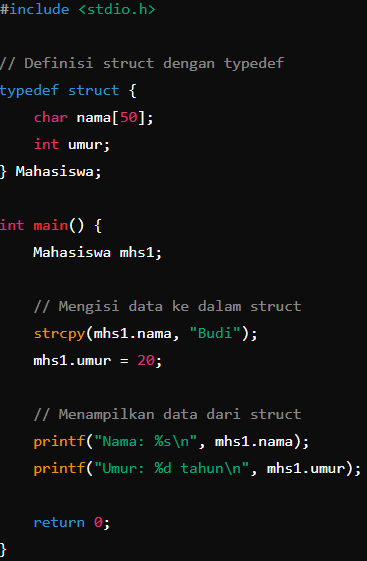 #include <stdio.h>
// Definisi struct dengan typedef
typedef struct {
    char nama[50];
    int umur;
} Mahasiswa;
int main() {
    Mahasiswa mhs1;
    // Mengisi data ke dalam struct
    strcpy(mhs1.nama, "Budi");
    mhs1.umur = 20;
    // Menampilkan data dari struct
    printf("Nama: %s\n", mhs1.nama);
    printf("Umur: %d tahun\n", mhs1.umur);
    return 0;
}